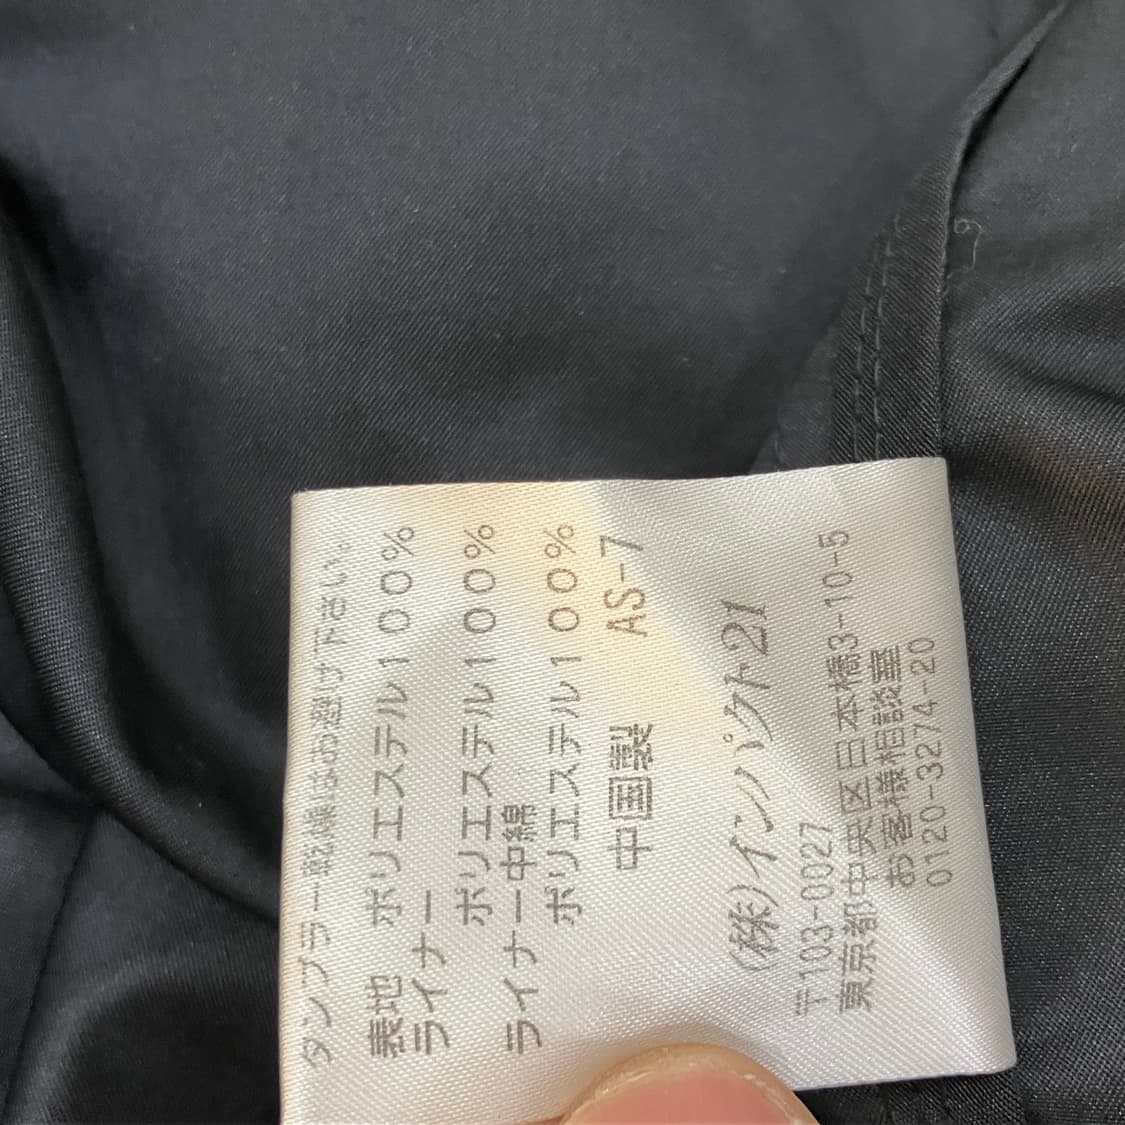 タンブラー乾燥はお避け下さい。
表地
ポリエステル100%
ライナー
ポリエステル100%
ライナー中綿
ポリエステル100%
中国製 AS-7
(株)インパクト21
〒103-0027
東京都中央区日本橋3-10-5
お客様相談室
0120-3274-20